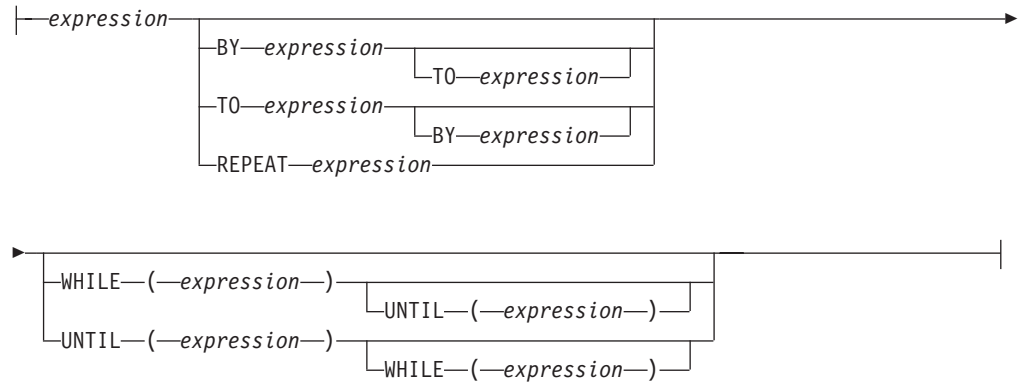 expression
BY expression
TO expression
TO expression
BY expression
REPEAT expression
WHILE ( expression )
UNTIL ( expression )
UNTIL ( expression )
WHILE ( expression )